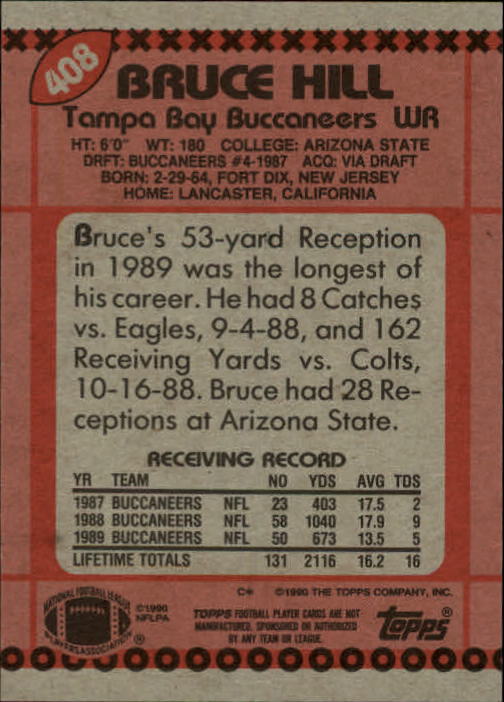 408
BRUCE HILL
Tampa Bay Buccaneers WR
HT: 6'0" WT: 180 COLLEGE: ARIZONA STATE
DRFT: BUCCANEERS #4-1987 ACQ: VIA DRAFT
BORN: 2-29-64, FORT DIX, NEW JERSEY
HOME: LANCASTER, CALIFORNIA
Bruce's 53-yard Reception
in 1989 was the longest of
his career. He had 8 Catches
vs. Eagles, 9-4-88, and 162
Receiving Yards vs. Colts,
10-16-88. Bruce had 28 Re-
ceptions at Arizona State.
RECEIVING RECORD
YR TEAM NO YDS AVG TDS
1987 BUCCANEERS NFL 23 403 17.5 2
1988 BUCCANEERS NFL 58 1040 17.9 9
1989 BUCCANEERS NFL 50 673 13.5 5
LIFETIME TOTALS 131 2116 16.2 16
C* ©1990 THE TOPPS COMPANY, INC.
NATIONAL FOOTBALL LEAGUE
PLAYERS ASSOCIATION ®
©1990
NFLPA
TOPPS FOOTBALL PLAYER CARDS ARE NOT
MANUFACTURED, SPONSORED OR AUTHORIZED
BY ANY TEAM OR LEAGUE.
topps®